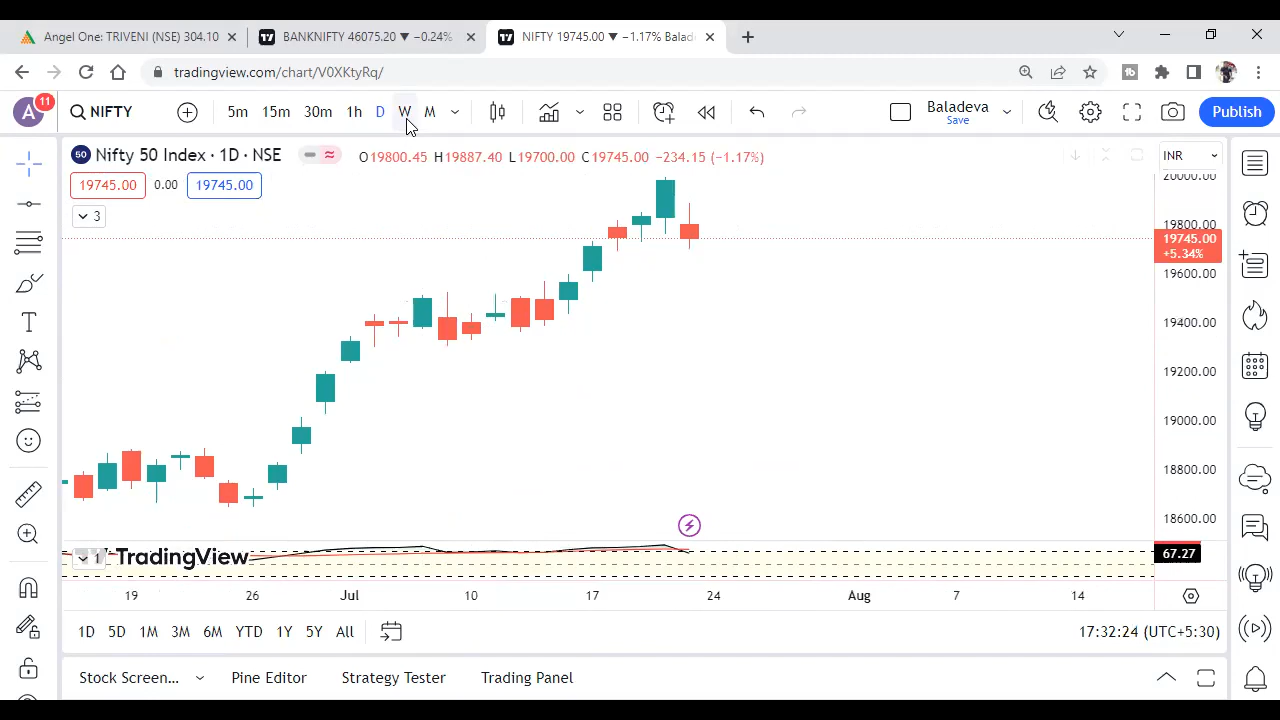 Angel One: TRIVENI (NSE) 304.10
BANKNIFTY 46075.20 ▼ −0.24%
NIFTY 19745.00 ▼ −1.17% Balad
tradingview.com/chart/V0XKtyRq/
A 11
NIFTY
5m 15m 30m 1h D W M
Baladeva
Save
Publish
50 Nifty 50 Index · 1D · NSE
O19800.45 H19887.40 L19700.00 C19745.00 −234.15 (−1.17%)
INR
19745.00 0.00 19745.00
3
20000.00
19800.00
19745.00
+5.34%
19600.00
19400.00
19200.00
19000.00
18800.00
18600.00
1 TradingView
67.27
19 26 Jul 10 17 24 Aug 7 14
1D 5D 1M 3M 6M YTD 1Y 5Y All
17:32:24 (UTC+5:30)
Stock Screen... Pine Editor Strategy Tester Trading Panel